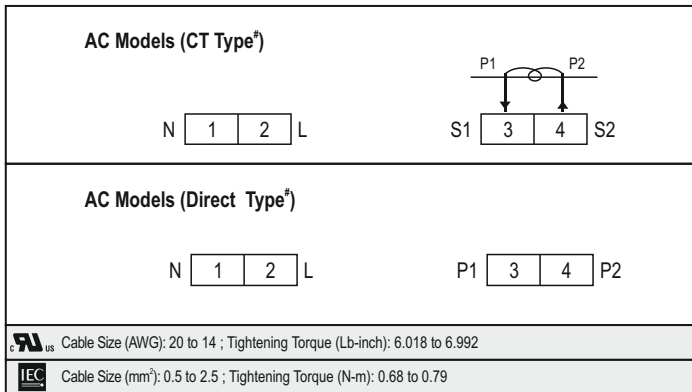 AC Models (CT Type#)
P1 P2
N 1 2 L S1 3 4 S2
AC Models (Direct Type#)
N 1 2 L P1 3 4 P2
c RU us Cable Size (AWG): 20 to 14 ; Tightening Torque (Lb-inch): 6.018 to 6.992
IEC Cable Size (mm²): 0.5 to 2.5 ; Tightening Torque (N-m): 0.68 to 0.79